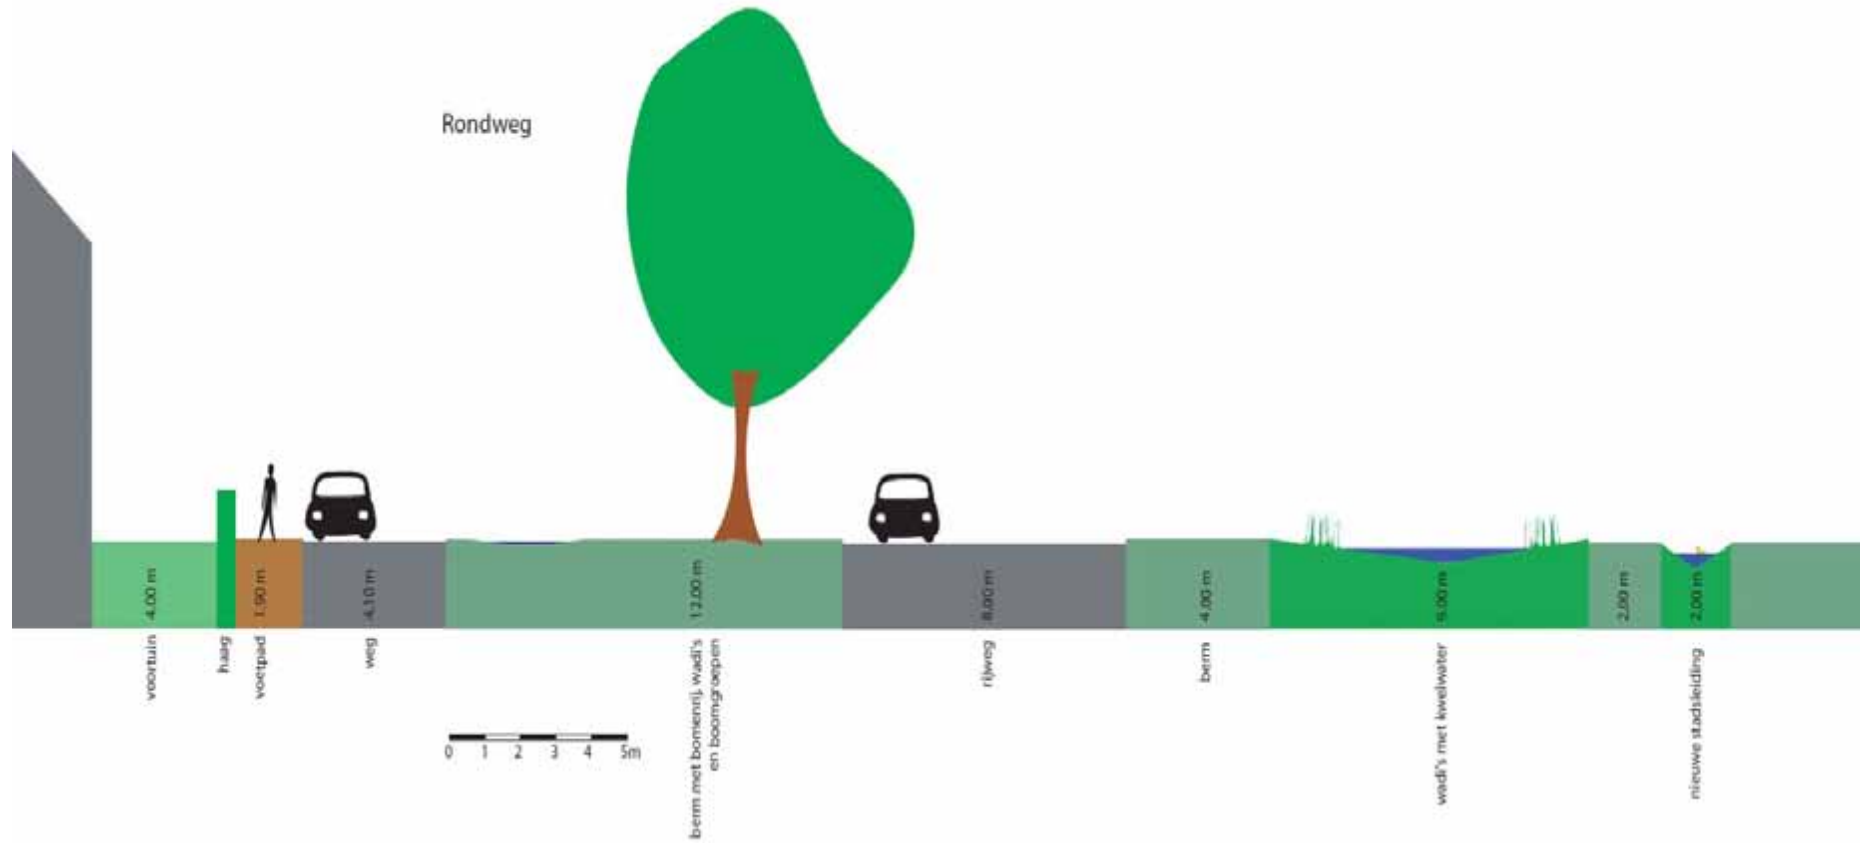 Rondweg
4.00 m
1.90 m
4.10 m
12.00 m
8.00 m
4.00 m
9.00 m
2.00 m
2.00 m
voortuin
haag
voetpad
weg
berm met bomenrij, wadi's
en boomgroepen
rijweg
berm
wadi's met kwelwater
nieuwe stadsleiding
0 1 2 3 4 5m